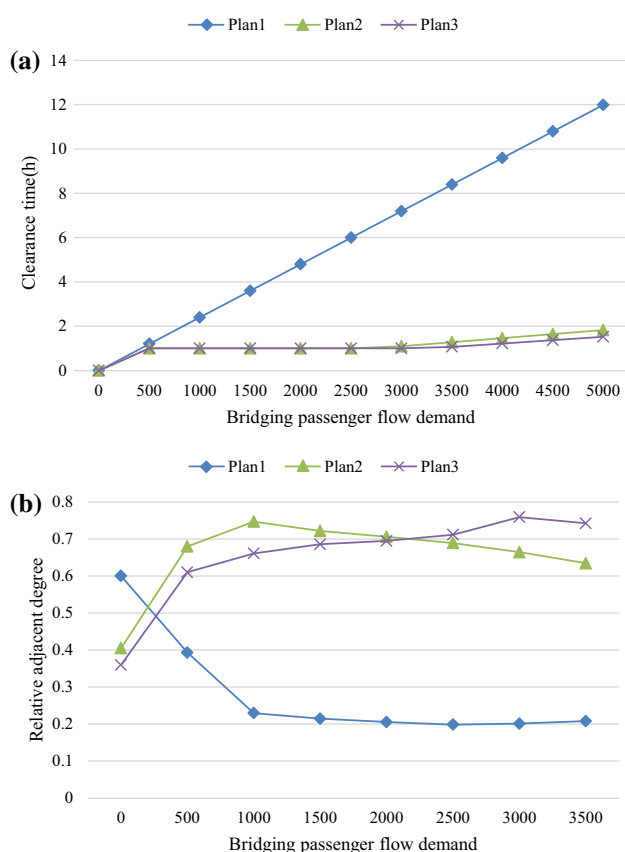 Plan1 Plan2 Plan3
(a)
14
12
10
8
6
4
2
0
Clearance time(h)
0 500 1000 1500 2000 2500 3000 3500 4000 4500 5000
Bridging passenger flow demand
Plan1 Plan2 Plan3
(b)
0.8
0.7
0.6
0.5
0.4
0.3
0.2
0.1
0
Relative adjacent degree
0 500 1000 1500 2000 2500 3000 3500
Bridging passenger flow demand